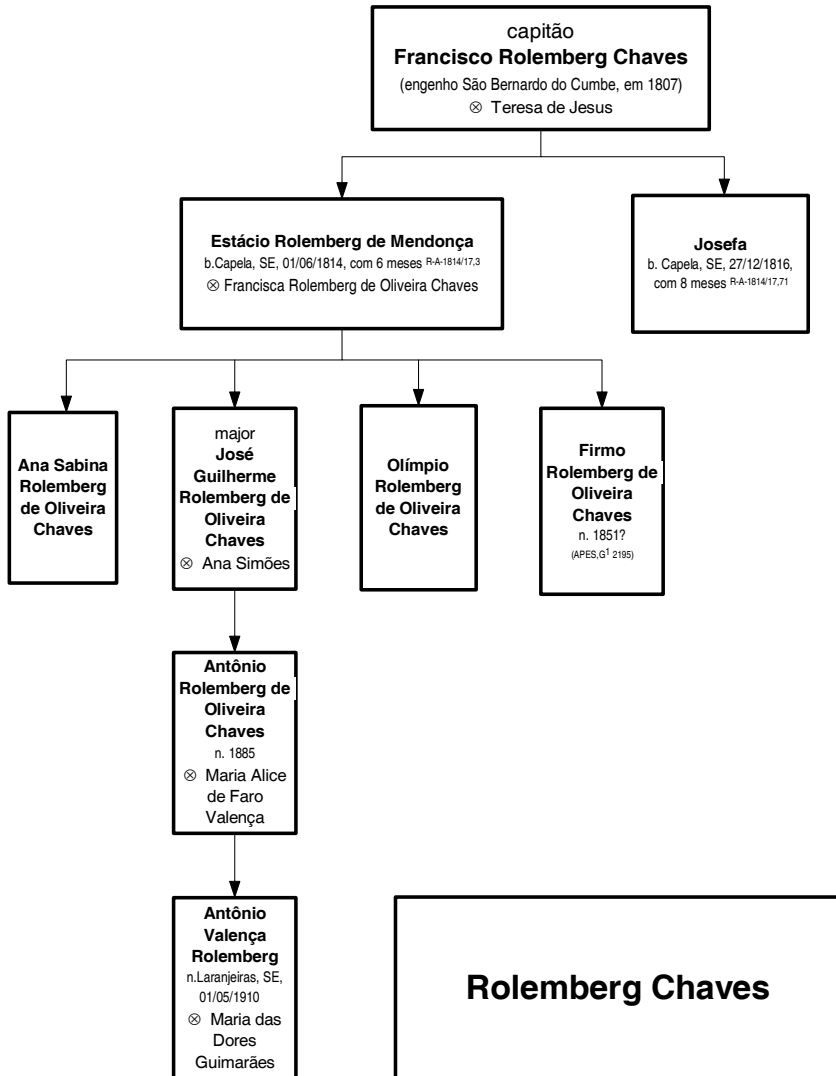 capitão
Francisco Rolemberg Chaves
(engenho São Bernardo do Cumbe, em 1807)
⊗ Teresa de Jesus
Estácio Rolemberg de Mendonça
b.Capela, SE, 01/06/1814, com 6 meses R-A-1814/17,3
⊗ Francisca Rolemberg de Oliveira Chaves
Josefa
b. Capela, SE, 27/12/1816,
com 8 meses R-A-1814/17,71
Ana Sabina
Rolemberg
de Oliveira
Chaves
major
José
Guilherme
Rolemberg de
Oliveira
Chaves
⊗ Ana Simões
Olímpio
Rolemberg
de Oliveira
Chaves
Firmo
Rolemberg de
Oliveira
Chaves
n. 1851?
(APES,G1 2195)
Antônio
Rolemberg de
Oliveira
Chaves
n. 1885
⊗ Maria Alice
de Faro
Valença
Antônio
Valença
Rolemberg
n.Laranjeiras, SE,
01/05/1910
⊗ Maria das
Dores
Guimarães
Rolemberg Chaves